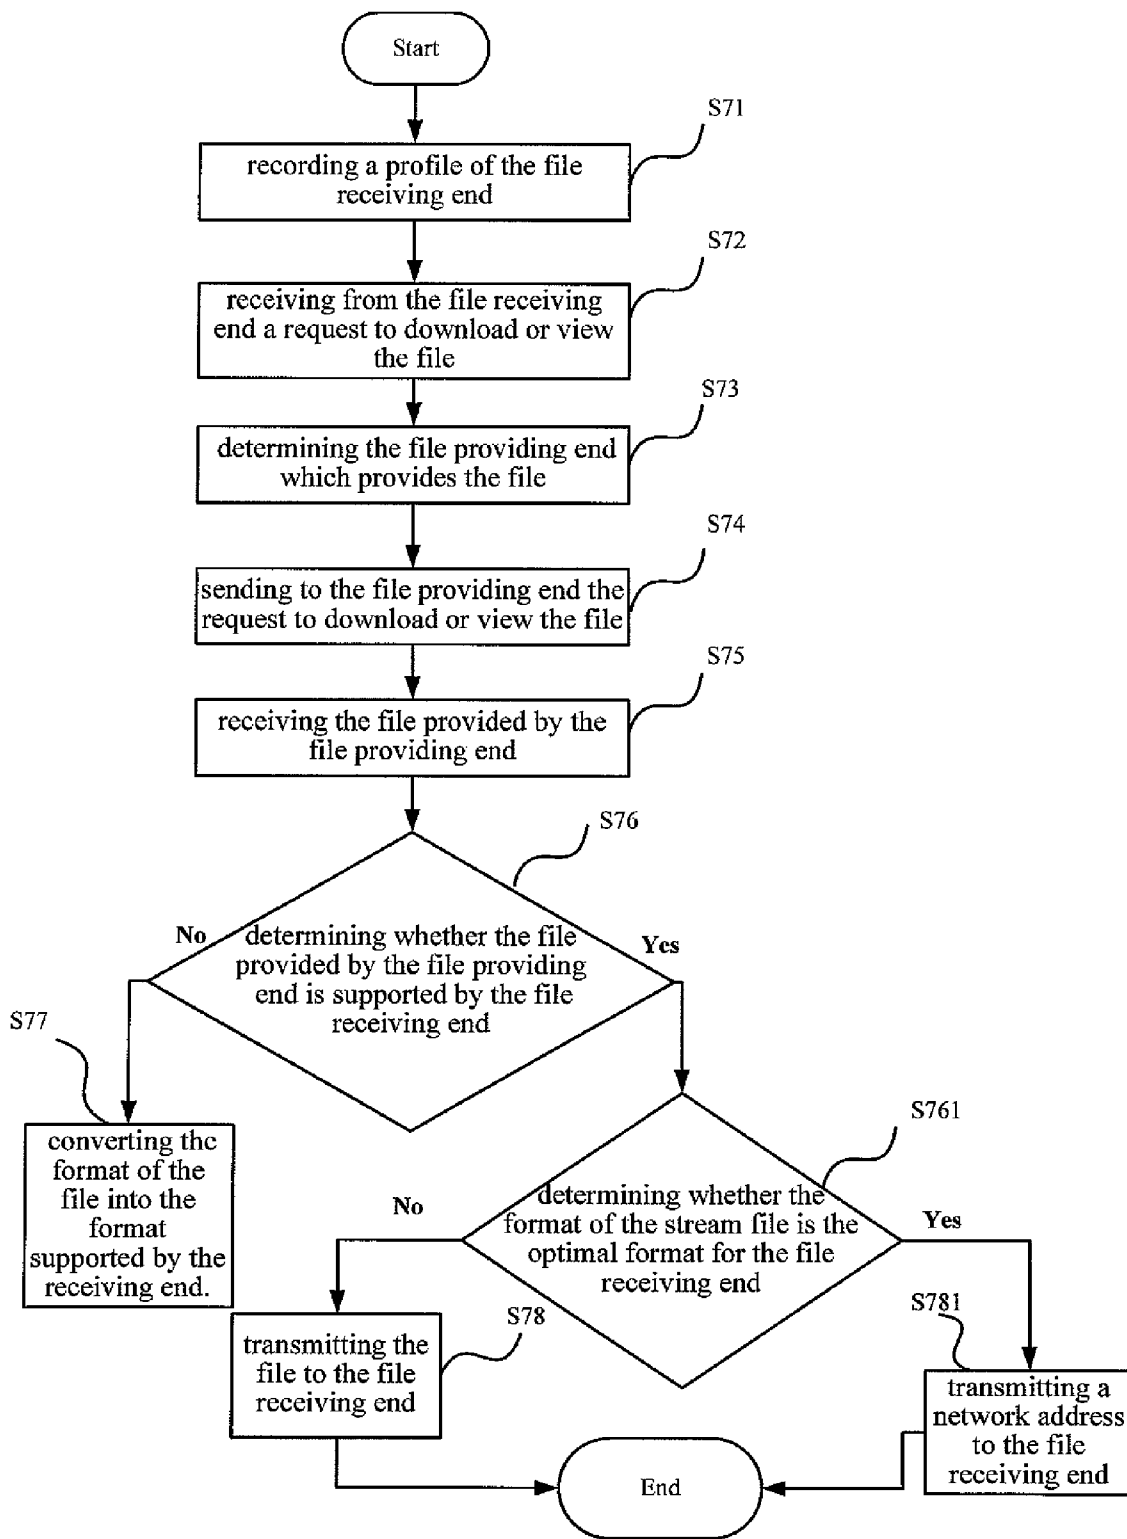 Start
S71
recording a profile of the file
receiving end
S72
receiving from the file receiving
end a request to download or view
the file
S73
determining the file providing end
which provides the file
S74
sending to the file providing end the
request to download or view the file
S75
receiving the file provided by the
file providing end
S76
No
Yes
determining whether the file
provided by the file providing
end is supported by the file
receiving end
S77
converting the
format of the
file into the
format
supported by the
receiving end.
S761
No
Yes
determining whether the
format of the stream file is the
optimal format for the file
receiving end
S78
transmitting the
file to the file
receiving end
S781
transmitting a
network address
to the file
receiving end
End